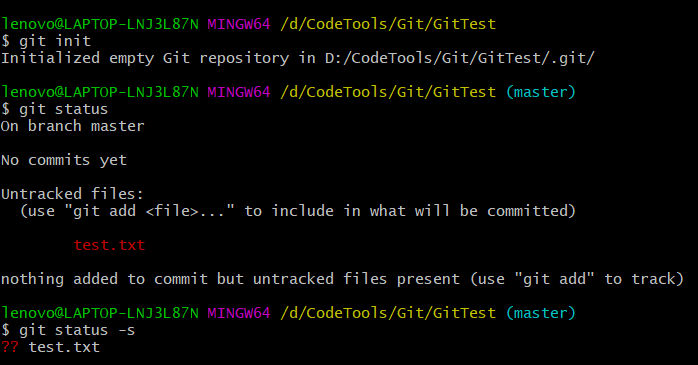 lenovo@LAPTOP-LNJ3L87N MINGW64 /d/CodeTools/Git/GitTest
$ git init
Initialized empty Git repository in D:/CodeTools/Git/GitTest/.git/
lenovo@LAPTOP-LNJ3L87N MINGW64 /d/CodeTools/Git/GitTest (master)
$ git status
On branch master
No commits yet
Untracked files:
  (use "git add <file>..." to include in what will be committed)
        test.txt
nothing added to commit but untracked files present (use "git add" to track)
lenovo@LAPTOP-LNJ3L87N MINGW64 /d/CodeTools/Git/GitTest (master)
$ git status -s
?? test.txt